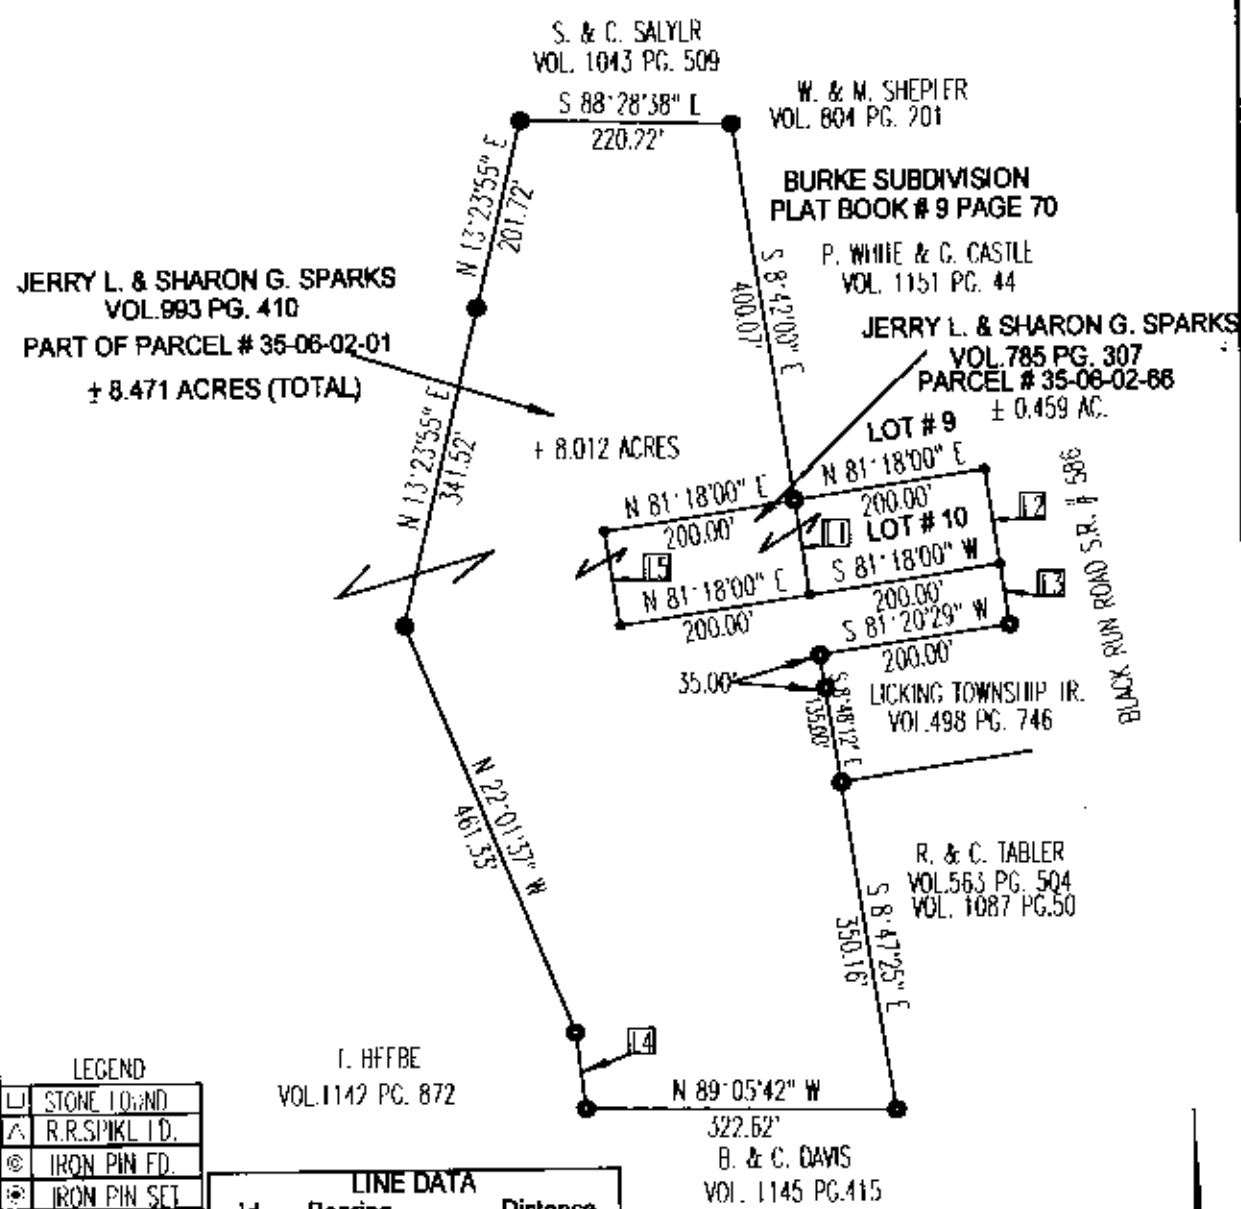 S. & C. SALYLR
VOL. 1043 PG. 509
S 88°28'38" E
220.22'
W. & M. SHEPLER
VOL. 804 PG. 201
BURKE SUBDIVISION
PLAT BOOK # 9 PAGE 70
P. WHITE & G. CASTLE
VOL. 1151 PG. 44
N 13°23'55" E
201.72'
S 8°42'00" E
400.07'
JERRY L. & SHARON G. SPARKS
VOL.993 PG. 410
PART OF PARCEL # 35-06-02-01
± 8.471 ACRES (TOTAL)
JERRY L. & SHARON G. SPARKS
VOL.785 PG. 307
PARCEL # 35-06-02-66
± 0.459 AC.
N 13°23'55" E
341.52'
+ 8.012 ACRES
LOT # 9
N 81°18'00" E
200.00'
N 81°18'00" E
200.00'
L1
LOT # 10
L2
S 81°18'00" W
200.00'
L5
N 81°18'00" E
200.00'
L3
S 81°20'29" W
200.00'
BLACK RUN ROAD S.R. # 586
35.00'
S 8°48'12" E
135.00'
LICKING TOWNSHIP TR.
VOL.498 PG. 746
N 22°01'37" W
461.33'
R. & C. TABLER
VOL.563 PG. 504
VOL. 1087 PG.50
S 8°47'25" E
350.16'
L4
T. HEEBE
VOL.1142 PG. 872
N 89°05'42" W
322.62'
B. & C. DAVIS
VOL. 1145 PG.415
LEGEND
STONE FOUND
R.R.SPIKE FD.
IRON PIN FD.
IRON PIN SET
LINE DATA
Id Bearing Distance